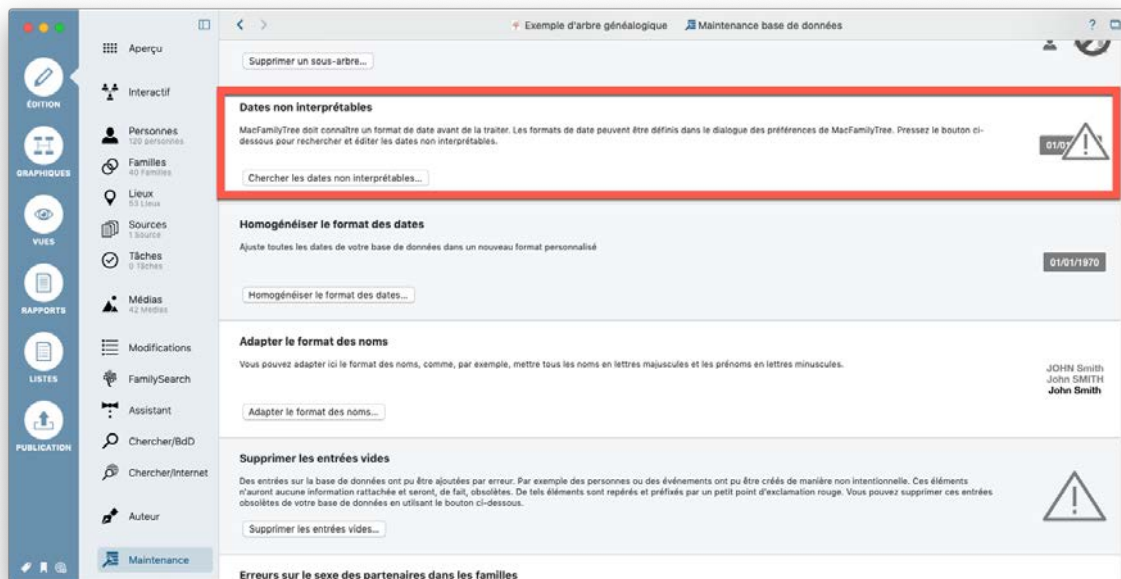 Exemple d'arbre généalogique
Maintenance base de données
?
ÉDITION
GRAPHIQUES
VUES
RAPPORTS
LISTES
PUBLICATION
Aperçu
Interactif
Personnes
120 personnes
Familles
40 Familles
Lieux
53 Lieux
Sources
1 Source
Tâches
0 Tâches
Médias
42 Médias
Modifications
FamilySearch
Assistant
Chercher/BdD
Chercher/Internet
Auteur
Maintenance
Supprimer un sous-arbre...
Dates non interprétables
MacFamilyTree doit connaître un format de date avant de la traiter. Les formats de date peuvent être définis dans le dialogue des préférences de MacFamilyTree. Pressez le bouton ci-
dessous pour rechercher et éditer les dates non interprétables.
01/01
Chercher les dates non interprétables...
Homogénéiser le format des dates
Ajuste toutes les dates de votre base de données dans un nouveau format personnalisé
01/01/1970
Homogénéiser le format des dates...
Adapter le format des noms
Vous pouvez adapter ici le format des noms, comme, par exemple, mettre tous les noms en lettres majuscules et les prénoms en lettres minuscules.
JOHN Smith
John SMITH
John Smith
Adapter le format des noms...
Supprimer les entrées vides
Des entrées sur la base de données ont pu être ajoutées par erreur. Par exemple des personnes ou des événements ont pu être créés de manière non intentionnelle. Ces éléments
n'auront aucune information rattachée et seront, de fait, obsolètes. De tels éléments sont repérés et préfixés par un petit point d'exclamation rouge. Vous pouvez supprimer ces entrées
obsolètes de votre base de données en utilsant le bouton ci-dessous.
Supprimer les entrées vides...
Erreurs sur le sexe des partenaires dans les familles